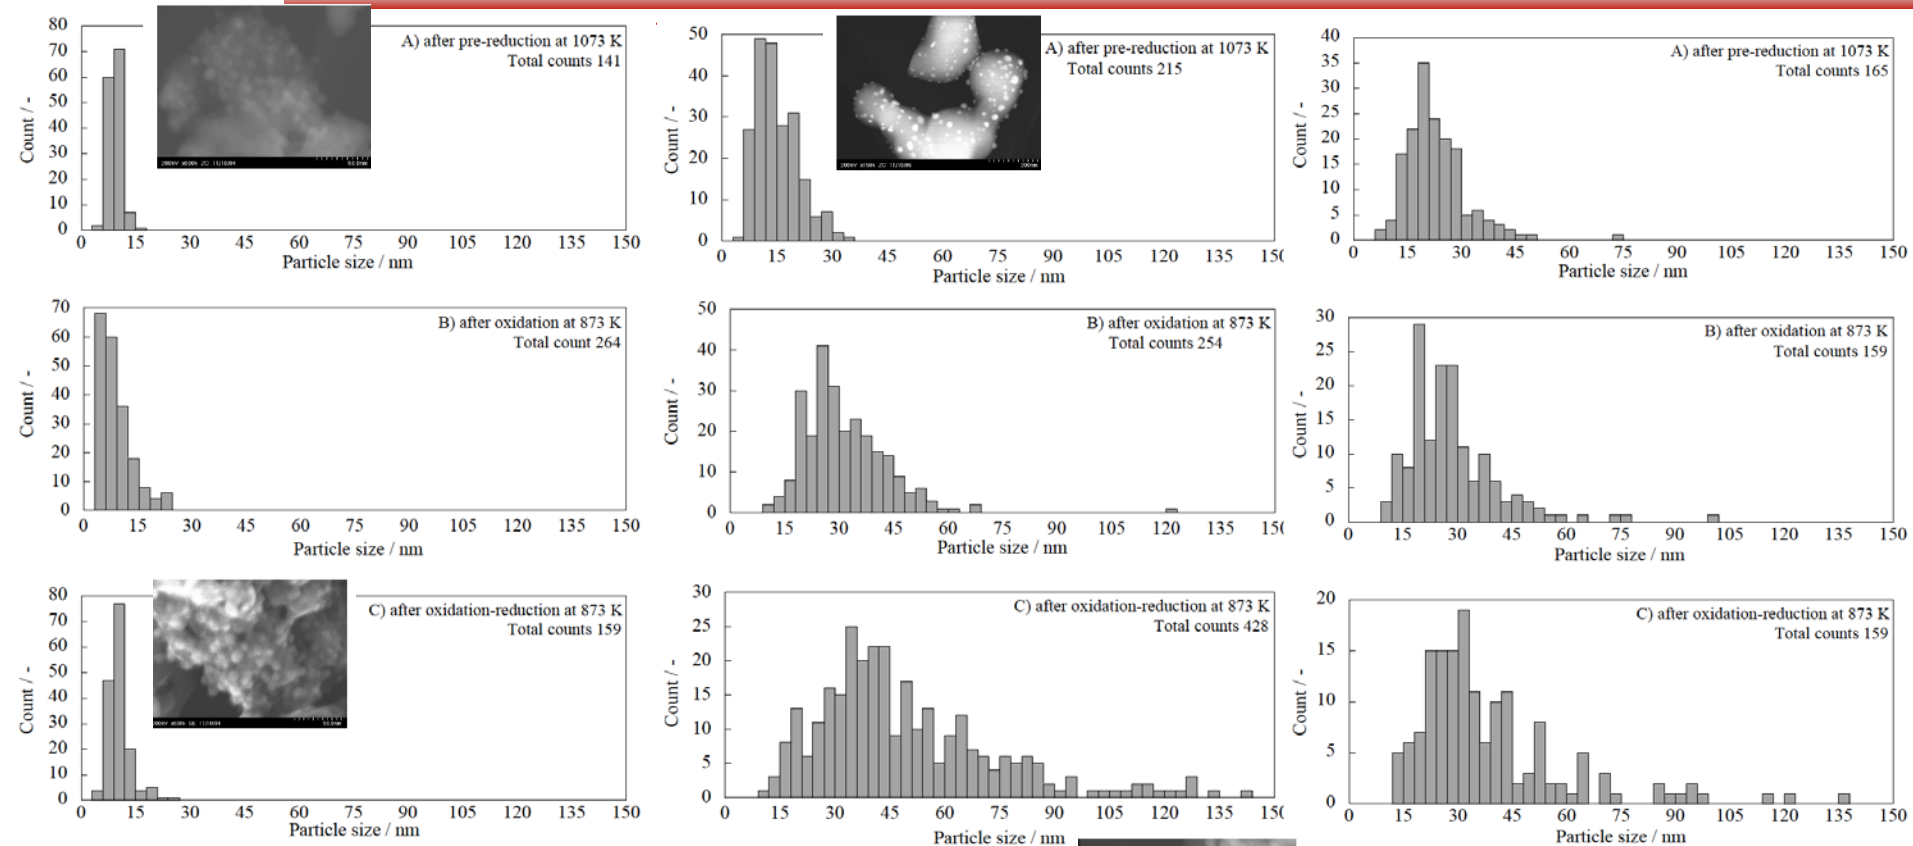 A) after pre-reduction at 1073 K
Total counts 141
Count / -
80
70
60
50
40
30
20
10
0
0 15 30 45 60 75 90 105 120 135 150
Particle size / nm
A) after pre-reduction at 1073 K
Total counts 215
Count / -
50
40
30
20
10
0
0 15 30 45 60 75 90 105 120 135 150
Particle size / nm
A) after pre-reduction at 1073 K
Total counts 165
Count / -
40
35
30
25
20
15
10
5
0
0 15 30 45 60 75 90 105 120 135 150
Particle size / nm
B) after oxidation at 873 K
Total count 264
Count / -
70
60
50
40
30
20
10
0
0 15 30 45 60 75 90 105 120 135 150
Particle size / nm
B) after oxidation at 873 K
Total counts 254
Count / -
50
40
30
20
10
0
0 15 30 45 60 75 90 105 120 135 150
Particle size / nm
B) after oxidation at 873 K
Total counts 159
Count / -
30
25
20
15
10
5
0
0 15 30 45 60 75 90 105 120 135 150
Particle size / nm
C) after oxidation-reduction at 873 K
Total counts 159
Count / -
80
70
60
50
40
30
20
10
0
0 15 30 45 60 75 90 105 120 135 150
Particle size / nm
C) after oxidation-reduction at 873 K
Total counts 428
Count / -
30
25
20
15
10
5
0
0 15 30 45 60 75 90 105 120 135 150
Particle size / nm
C) after oxidation-reduction at 873 K
Total counts 159
Count / -
20
15
10
5
0
0 15 30 45 60 75 90 105 120 135 150
Particle size / nm